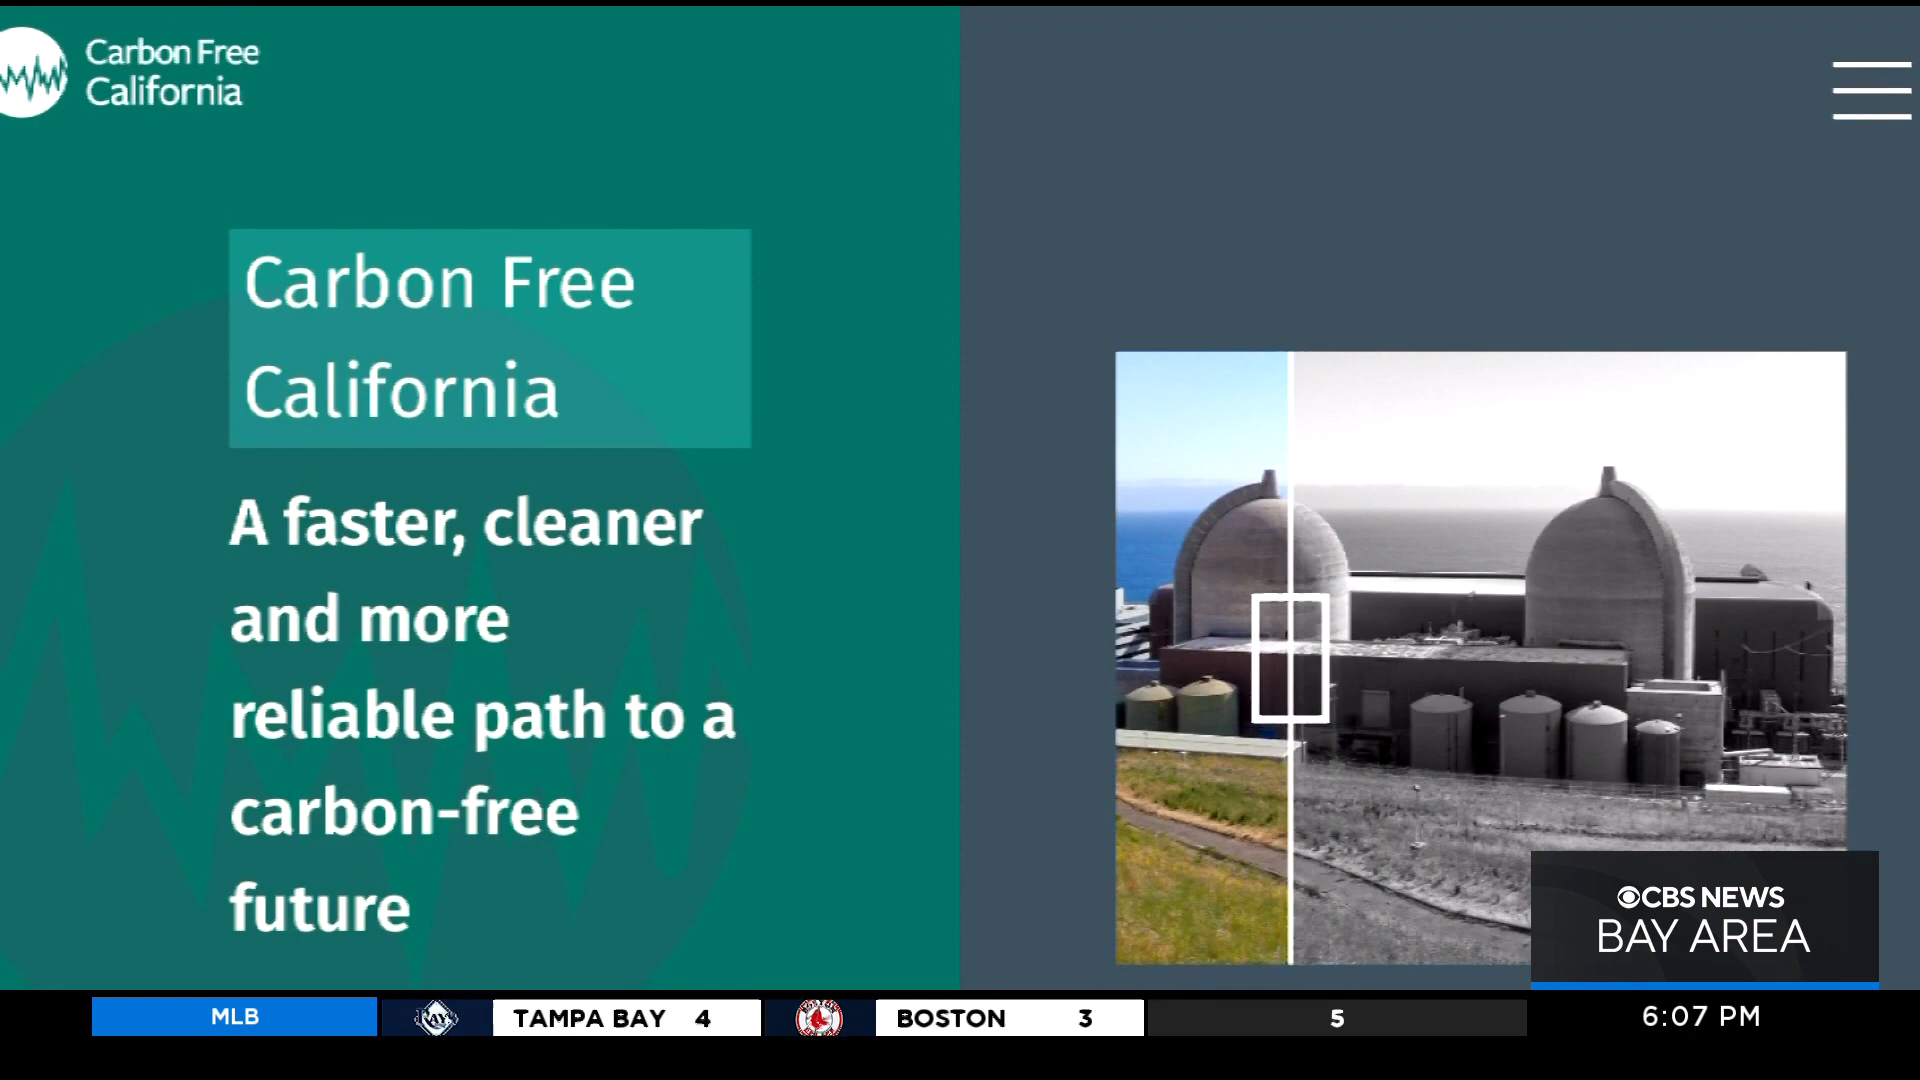 Carbon Free
California
Carbon Free
California
A faster, cleaner
and more
reliable path to a
carbon-free
future
CBS NEWS
BAY AREA
MLB
RAYS
TAMPA BAY 4
BOSTON 3
5
6:07 PM